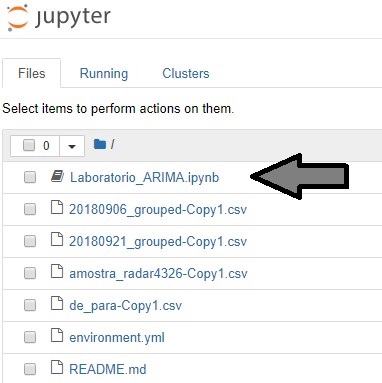 jupyter
Files Running Clusters
Select items to perform actions on them.
0 /
Laboratorio_ARIMA.ipynb
20180906_grouped-Copy1.csv
20180921_grouped-Copy1.csv
amostra_radar4326-Copy1.csv
de_para-Copy1.csv
environment.yml
README.md